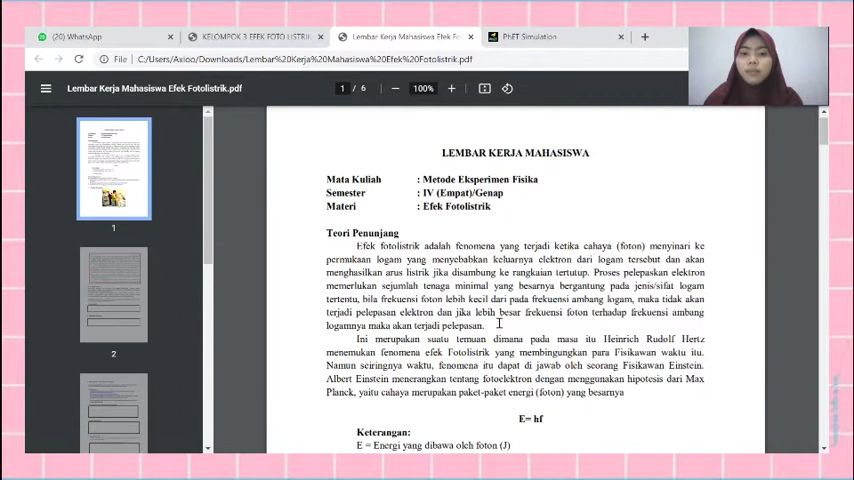 (20) WhatsApp
KELOMPOK 3 EFEK FOTO LISTRIK
Lembar Kerja Mahasiswa Efek Fot
PhET Simulation
File
C:/Users/Axioo/Downloads/Lembar%20Kerja%20Mahasiswa%20Efek%20Fotolistrik.pdf
Lembar Kerja Mahasiswa Efek Fotolistrik.pdf
1 / 6
100%
1
2
LEMBAR KERJA MAHASISWA
Mata Kuliah : Metode Eksperimen Fisika
Semester : IV (Empat)/Genap
Materi : Efek Fotolistrik
Teori Penunjang
Efek fotolistrik adalah fenomena yang terjadi ketika cahaya (foton) menyinari ke
permukaan logam yang menyebabkan keluarnya elektron dari logam tersebut dan akan
menghasilkan arus listrik jika disambung ke rangkaian tertutup. Proses pelepaskan elektron
memerlukan sejumlah tenaga minimal yang besarnya bergantung pada jenis/sifat logam
tertentu, bila frekuensi foton lebih kecil dari pada frekuensi ambang logam, maka tidak akan
terjadi pelepasan elektron dan jika lebih besar frekuensi foton terhadap frekuensi ambang
logamnya maka akan terjadi pelepasan.
Ini merupakan suatu temuan dimana pada masa itu Heinrich Rudolf Hertz
menemukan fenomena efek Fotolistrik yang membingungkan para Fisikawan waktu itu.
Namun seiringnya waktu, fenomena itu dapat di jawab oleh seorang Fisikawan Einstein.
Albert Einstein menerangkan tentang fotoelektron dengan menggunakan hipotesis dari Max
Planck, yaitu cahaya merupakan paket-paket energi (foton) yang besarnya
E= hf
Keterangan:
E = Energi yang dibawa oleh foton (J)